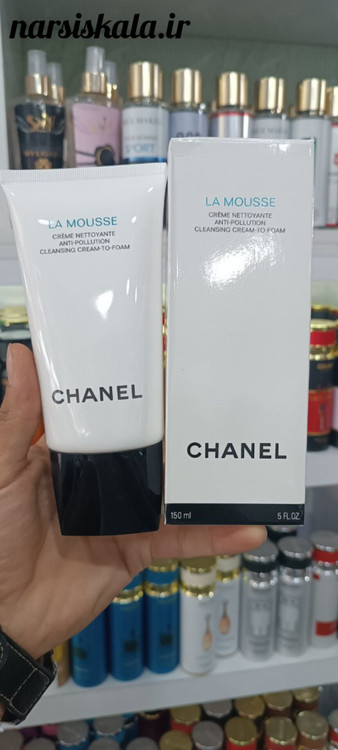 narsiskala.ir
LA MOUSSE
CRÈME NETTOYANTE
ANTI-POLLUTION
CLEANSING CREAM-TO-FOAM
CHANEL
LA MOUSSE
CRÈME NETTOYANTE
ANTI-POLLUTION
CLEANSING CREAM-TO-FOAM
CHANEL
150 ml
5 FL.OZ
SPORT